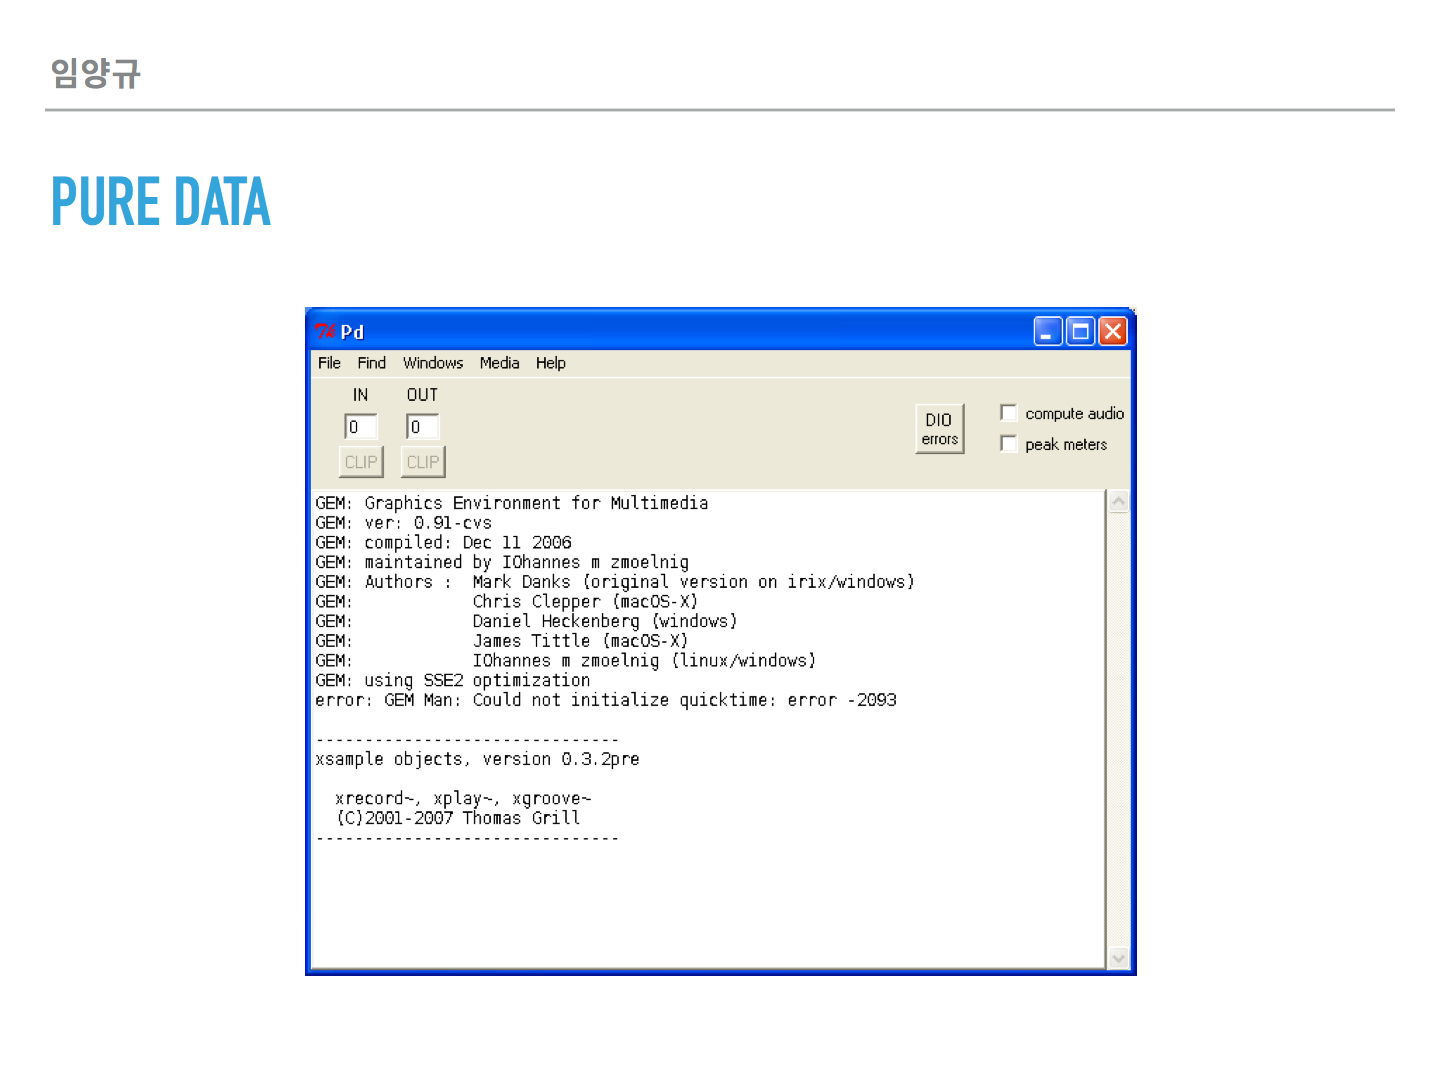 임양규
PURE DATA
Tk Pd
File Find Windows Media Help
IN OUT
0 0
CLIP CLIP
DIO
errors
compute audio
peak meters
GEM: Graphics Environment for Multimedia
GEM: ver: 0.91-cvs
GEM: compiled: Dec 11 2006
GEM: maintained by IOhannes m zmoelnig
GEM: Authors :  Mark Danks (original version on irix/windows)
GEM:            Chris Clepper (macOS-X)
GEM:            Daniel Heckenberg (windows)
GEM:            James Tittle (macOS-X)
GEM:            IOhannes m zmoelnig (linux/windows)
GEM: using SSE2 optimization
error: GEM Man: Could not initialize quicktime: error -2093
-------------------------------
xsample objects, version 0.3.2pre
xrecord~, xplay~, xgroove~
(C)2001-2007 Thomas Grill
-------------------------------